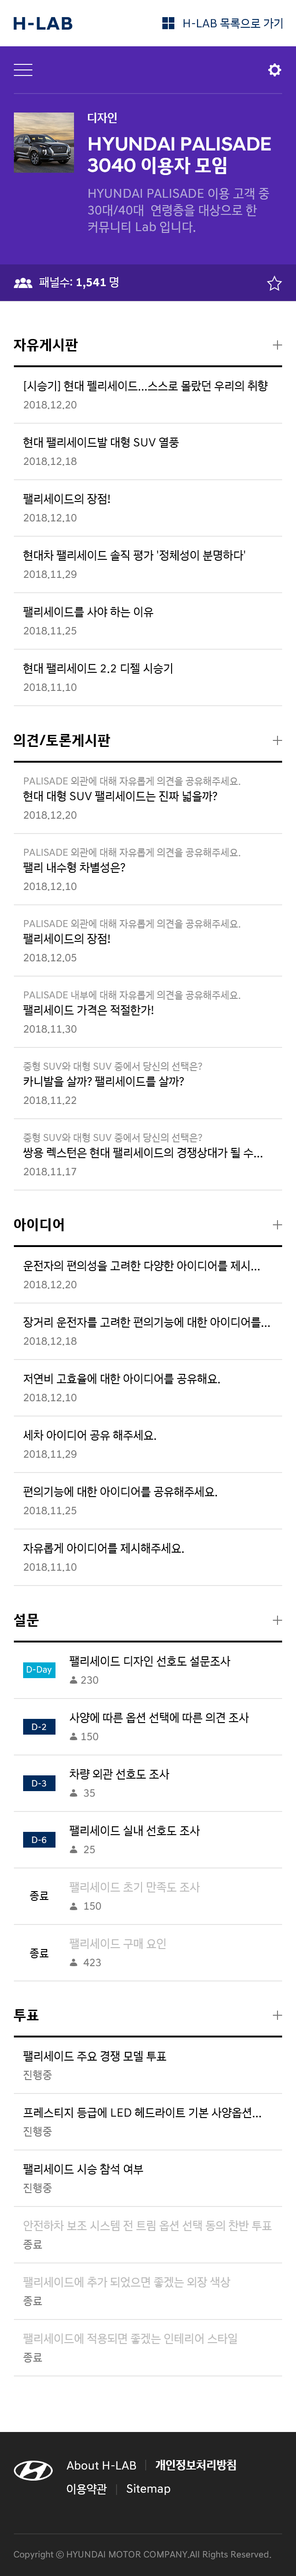 H-LAB
H-LAB 목록으로 가기
디자인
HYUNDAI PALISADE
3040 이용자 모임
HYUNDAI PALISADE 이용 고객 중
30대/40대 연령층을 대상으로 한
커뮤니티 Lab 입니다.
패널수: 1,541 명
자유게시판
[시승기] 현대 펠리세이드...스스로 몰랐던 우리의 취향
2018.12.20
현대 팰리세이드발 대형 SUV 열풍
2018.12.18
팰리세이드의 장점!
2018.12.10
현대차 팰리세이드 솔직 평가 '정체성이 분명하다'
2018.11.29
팰리세이드를 사야 하는 이유
2018.11.25
현대 팰리세이드 2.2 디젤 시승기
2018.11.10
의견/토론게시판
PALISADE 외관에 대해 자유롭게 의견을 공유해주세요.
현대 대형 SUV 팰리세이드는 진짜 넓을까?
2018.12.20
PALISADE 외관에 대해 자유롭게 의견을 공유해주세요.
팰리 내수형 차별성은?
2018.12.10
PALISADE 외관에 대해 자유롭게 의견을 공유해주세요.
팰리세이드의 장점!
2018.12.05
PALISADE 내부에 대해 자유롭게 의견을 공유해주세요.
팰리세이드 가격은 적절한가!
2018.11.30
중형 SUV와 대형 SUV 중에서 당신의 선택은?
카니발을 살까? 팰리세이드를 살까?
2018.11.22
중형 SUV와 대형 SUV 중에서 당신의 선택은?
쌍용 렉스턴은 현대 팰리세이드의 경쟁상대가 될 수...
2018.11.17
아이디어
운전자의 편의성을 고려한 다양한 아이디어를 제시...
2018.12.20
장거리 운전자를 고려한 편의기능에 대한 아이디어를...
2018.12.18
저연비 고효율에 대한 아이디어를 공유해요.
2018.12.10
세차 아이디어 공유 해주세요.
2018.11.29
편의기능에 대한 아이디어를 공유해주세요.
2018.11.25
자유롭게 아이디어를 제시해주세요.
2018.11.10
설문
D-Day
팰리세이드 디자인 선호도 설문조사
230
D-2
사양에 따른 옵션 선택에 따른 의견 조사
150
D-3
차량 외관 선호도 조사
35
D-6
팰리세이드 실내 선호도 조사
25
종료
팰리세이드 초기 만족도 조사
150
종료
팰리세이드 구매 요인
423
투표
팰리세이드 주요 경쟁 모델 투표
진행중
프레스티지 등급에 LED 헤드라이트 기본 사양옵션...
진행중
팰리세이드 시승 참석 여부
진행중
안전하차 보조 시스템 전 트림 옵션 선택 동의 찬반 투표
종료
팰리세이드에 추가 되었으면 좋겠는 외장 색상
종료
팰리세이드에 적용되면 좋겠는 인테리어 스타일
종료
About H-LAB
개인정보처리방침
이용약관
Sitemap
Copyright ⓒ HYUNDAI MOTOR COMPANY.All Rights Reserved.